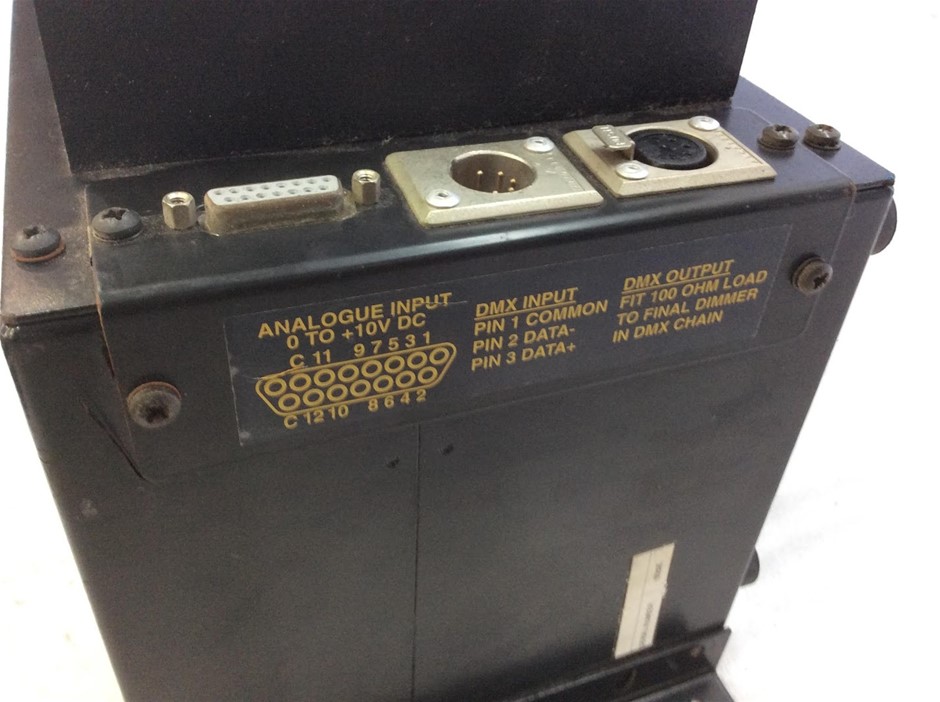 ANALOGUE INPUT
0 TO +10V DC
C 11 9 7 5 3 1
C 12 10 8 6 4 2
DMX INPUT
PIN 1 COMMON
PIN 2 DATA-
PIN 3 DATA+
DMX OUTPUT
FIT 100 OHM LOAD
TO FINAL DIMMER
IN DMX CHAIN